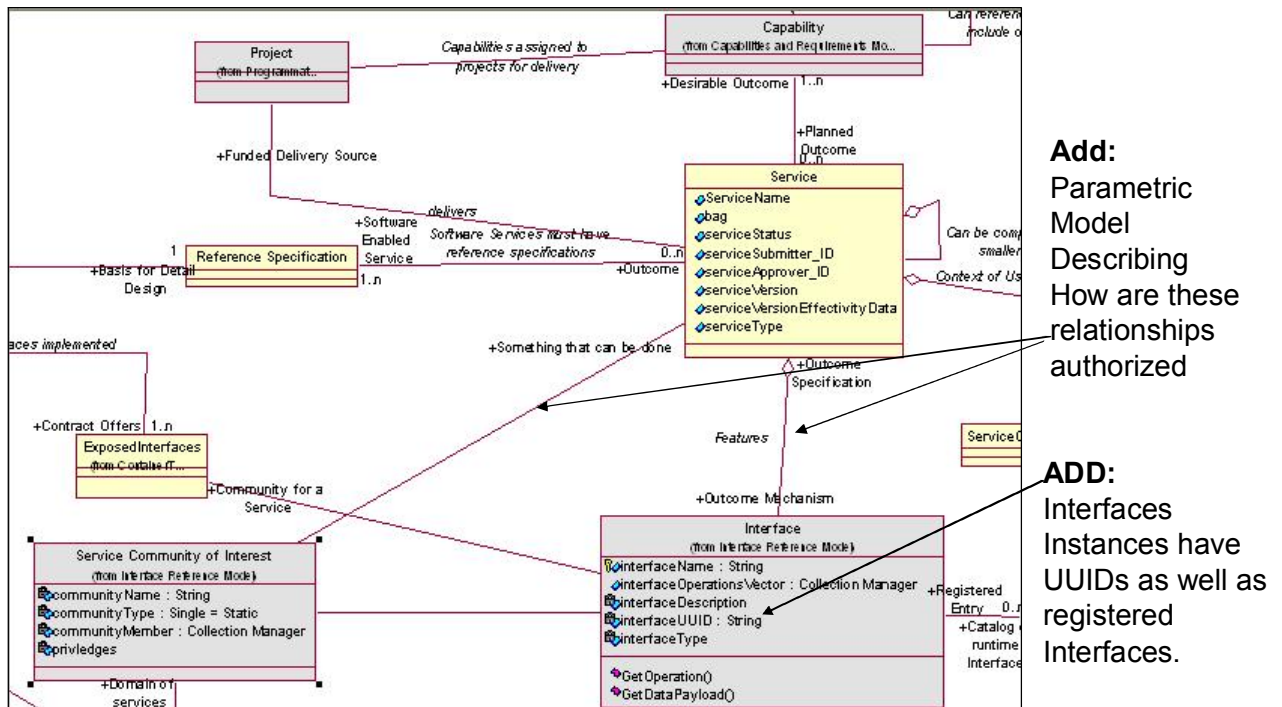 Can referen
include o
Capability
(from Capabilities and Requirements Mo...
Project
(from Programmat...
Capabilities assigned to
projects for delivery
+Desirable Outcome
1..n
+Planned
Outcome
0..n
+Funded Delivery Source
Service
ServiceName
bag
serviceStatus
serviceSubmitter_ID
serviceApprover_ID
serviceVersion
serviceVersionEffectivityData
serviceType
delivers
+Software
Enabled
Service
Software Services must have
reference specifications
0..n
+Outcome
Can be comp
smaller
Context of Us
1
Reference Specification
1..n
+Basis for Detail
Design
aces implemented
+Something that can be done
+Outcome
Specification
+Contract Offers
1..n
ExposedInterfaces
(from Container/T...
Features
ServiceC
+Community for a
Service
+Outcome Mechanism
Service Community of Interest
(from Interface Reference Model)
communityName : String
communityType : Single = Static
communityMember : Collection Manager
priviledges
+Domain of
services
Interface
(from Interface Reference Model)
interfaceName : String
interfaceOperationsVector : Collection Manager
interfaceDescription
interfaceUUID : String
interfaceType
GetOperation()
GetDataPayload()
+Registered
Entry
0..n
+Catalog
runtime
Interface
Add:
Parametric
Model
Describing
How are these
relationships
authorized
ADD:
Interfaces
Instances have
UUIDs as well as
registered
Interfaces.